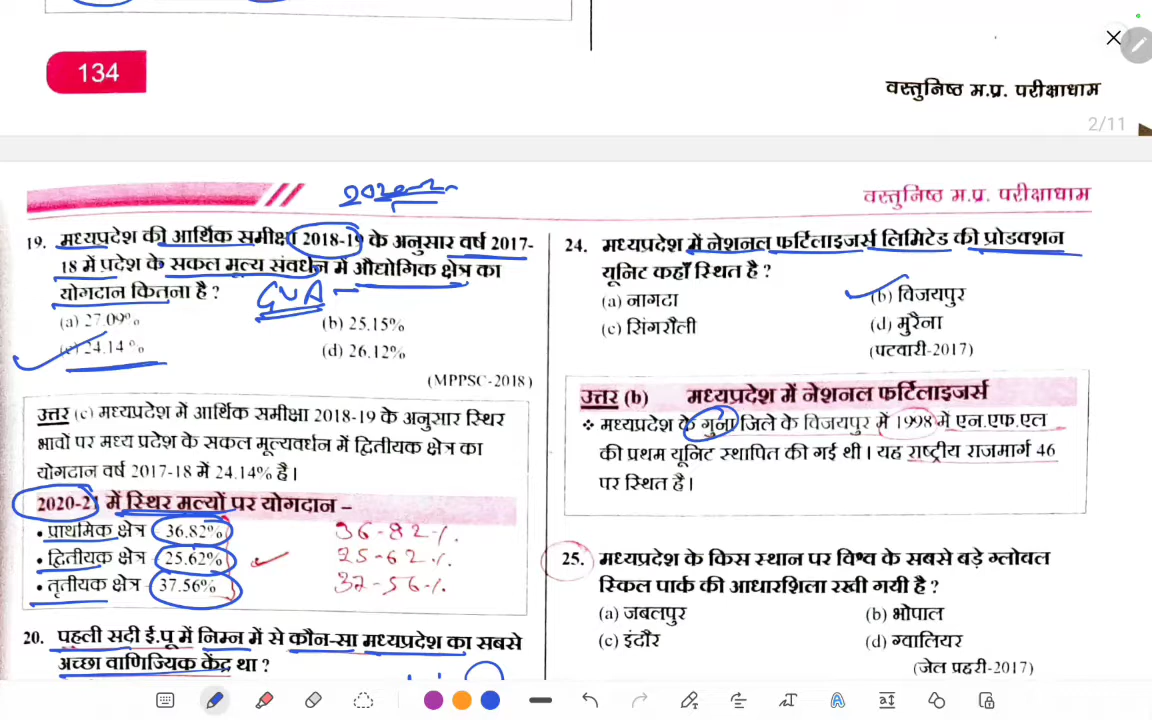 134
वस्तुनिष्ठ म.प्र. परीक्षाधाम
2/11
2020-21
वस्तुनिष्ठ म.प्र. परीक्षाधाम
19. मध्यप्रदेश की आर्थिक समीक्षा 2018-19 के अनुसार वर्ष 2017-
18 में प्रदेश के सकल मूल्य संवर्धन में औद्योगिक क्षेत्र का
योगदान कितना है ?
GVA
(a) 27.09%
(b) 25.15%
(c) 24.14%
(d) 26.12%
(MPPSC-2018)
उत्तर (c) मध्यप्रदेश में आर्थिक समीक्षा 2018-19 के अनुसार स्थिर
भावों पर मध्य प्रदेश के सकल मूल्यवर्धन में द्वितीयक क्षेत्र का
योगदान वर्ष 2017-18 में 24.14% है।
2020-21 में स्थिर मूल्यों पर योगदान –
• प्राथमिक क्षेत्र 36.82% 36-82%.
• द्वितीयक क्षेत्र 25.62% 25-62%.
• तृतीयक क्षेत्र 37.56% 37-56%.
20. पहली सदी ई.पू में निम्न में से कौन-सा मध्यप्रदेश का सबसे
अच्छा वाणिज्यिक केंद्र था ?
24. मध्यप्रदेश में नेशनल फर्टिलाइजर्स लिमिटेड की प्रोडक्शन
यूनिट कहाँ स्थित है ?
(a) नागदा
(b) विजयपुर
(c) सिंगरौली
(d) मुरैना
(पटवारी-2017)
उत्तर (b) मध्यप्रदेश में नेशनल फर्टिलाइजर्स
❖ मध्यप्रदेश के गुना जिले के विजयपुर में 1998 में एन.एफ.एल
की प्रथम यूनिट स्थापित की गई थी। यह राष्ट्रीय राजमार्ग 46
पर स्थित है।
25. मध्यप्रदेश के किस स्थान पर विश्व के सबसे बड़े ग्लोवल
स्किल पार्क की आधारशिला रखी गयी है ?
(a) जबलपुर
(b) भोपाल
(c) इंदौर
(d) ग्वालियर
(जेल प्रहरी-2017)